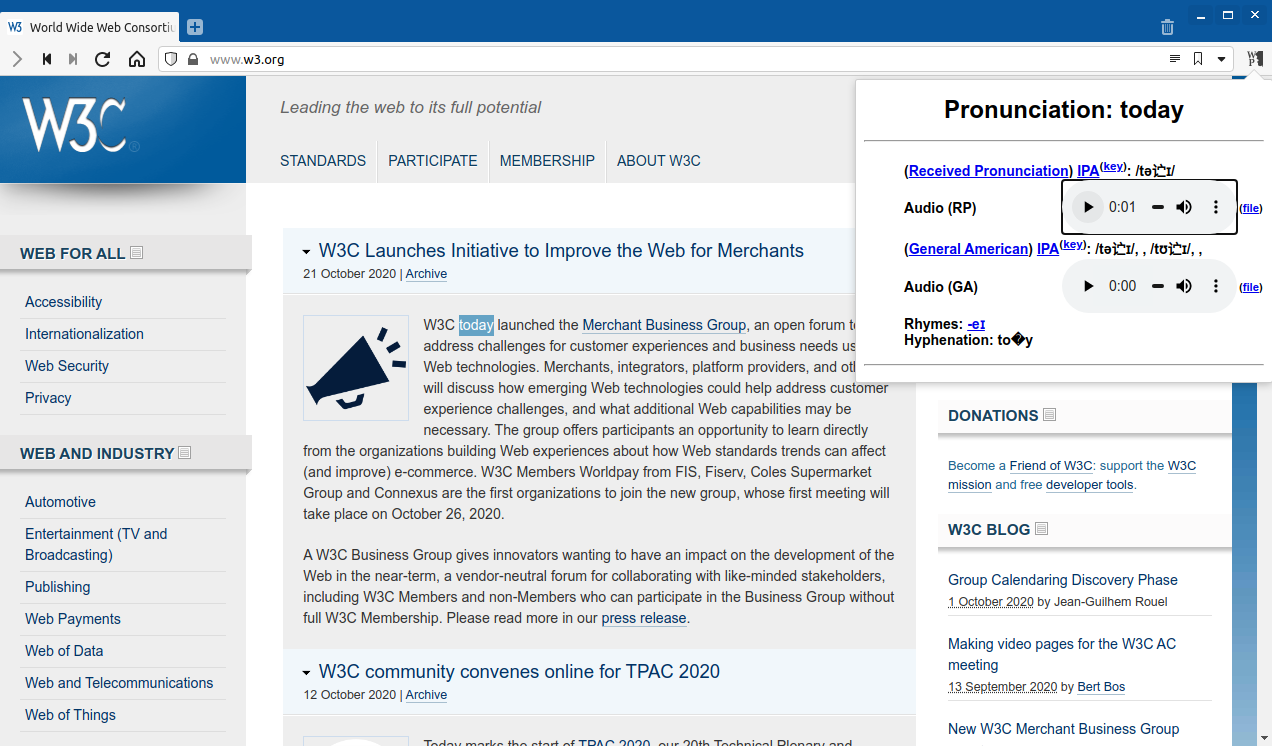 World Wide Web Consortiu
www.w3.org
W3C
Leading the web to its full potential
STANDARDS
PARTICIPATE
MEMBERSHIP
ABOUT W3C
WEB FOR ALL
Accessibility
Internationalization
Web Security
Privacy
WEB AND INDUSTRY
Automotive
Entertainment (TV and
Broadcasting)
Publishing
Web Payments
Web of Data
Web and Telecommunications
Web of Things
W3C Launches Initiative to Improve the Web for Merchants
21 October 2020 | Archive
W3C today launched the Merchant Business Group, an open forum
address challenges for customer experiences and business needs
Web technologies. Merchants, integrators, platform providers, and
will discuss how emerging Web technologies could help address customer
experience challenges, and what additional Web capabilities may be
necessary. The group offers participants an opportunity to learn directly
from the organizations building Web experiences about how Web standards trends can affect
(and improve) e-commerce. W3C Members Worldpay from FIS, Fiserv, Coles Supermarket
Group and Connexus are the first organizations to join the new group, whose first meeting will
take place on October 26, 2020.
A W3C Business Group gives innovators wanting to have an impact on the development of the
Web in the near-term, a vendor-neutral forum for collaborating with like-minded stakeholders,
including W3C Members and non-Members who can participate in the Business Group without
full W3C Membership. Please read more in our press release.
W3C community convenes online for TPAC 2020
12 October 2020 | Archive
Today marks the start of TPAC 2020, our 20th Technical Plenary and
Pronunciation: today
(Received Pronunciation) IPA(key):
Audio (RP)
0:01
(file)
(General American) IPA(key):
Audio (GA)
0:00
(file)
Rhymes: -eɪ
Hyphenation: to�y
DONATIONS
Become a Friend of W3C: support the W3C
mission and free developer tools.
W3C BLOG
Group Calendaring Discovery Phase
1 October 2020 by Jean-Guilhem Rouel
Making video pages for the W3C AC
meeting
13 September 2020 by Bert Bos
New W3C Merchant Business Group